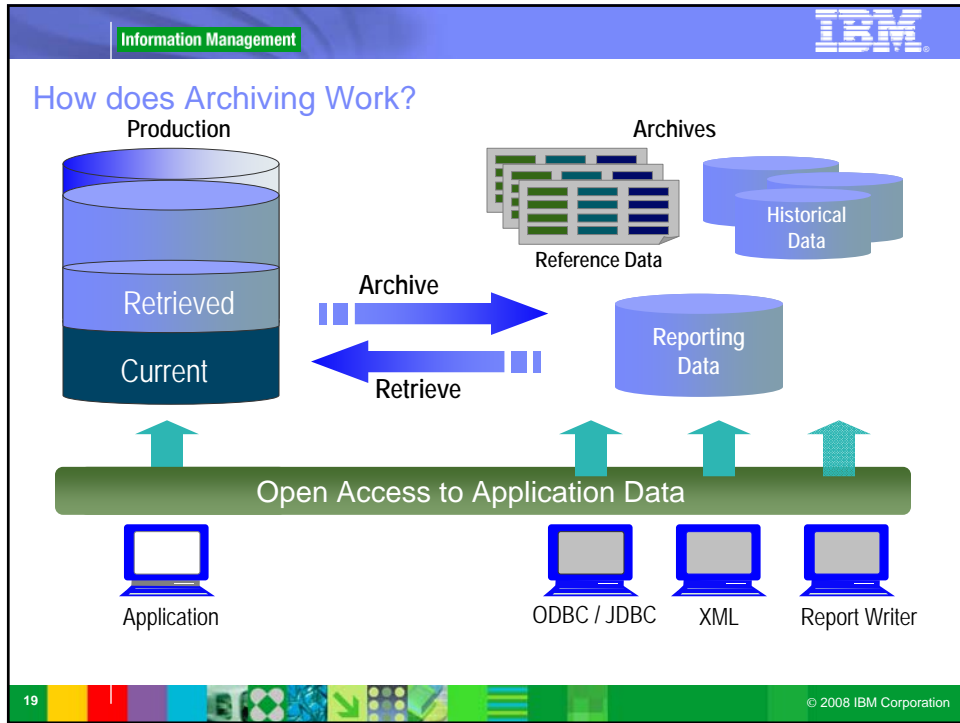 Information Management
IBM®
How does Archiving Work?
Production
Archives
Retrieved
Current
Archive
Retrieve
Reference Data
Historical
Data
Reporting
Data
Open Access to Application Data
Application
ODBC / JDBC
XML
Report Writer
19
© 2008 IBM Corporation